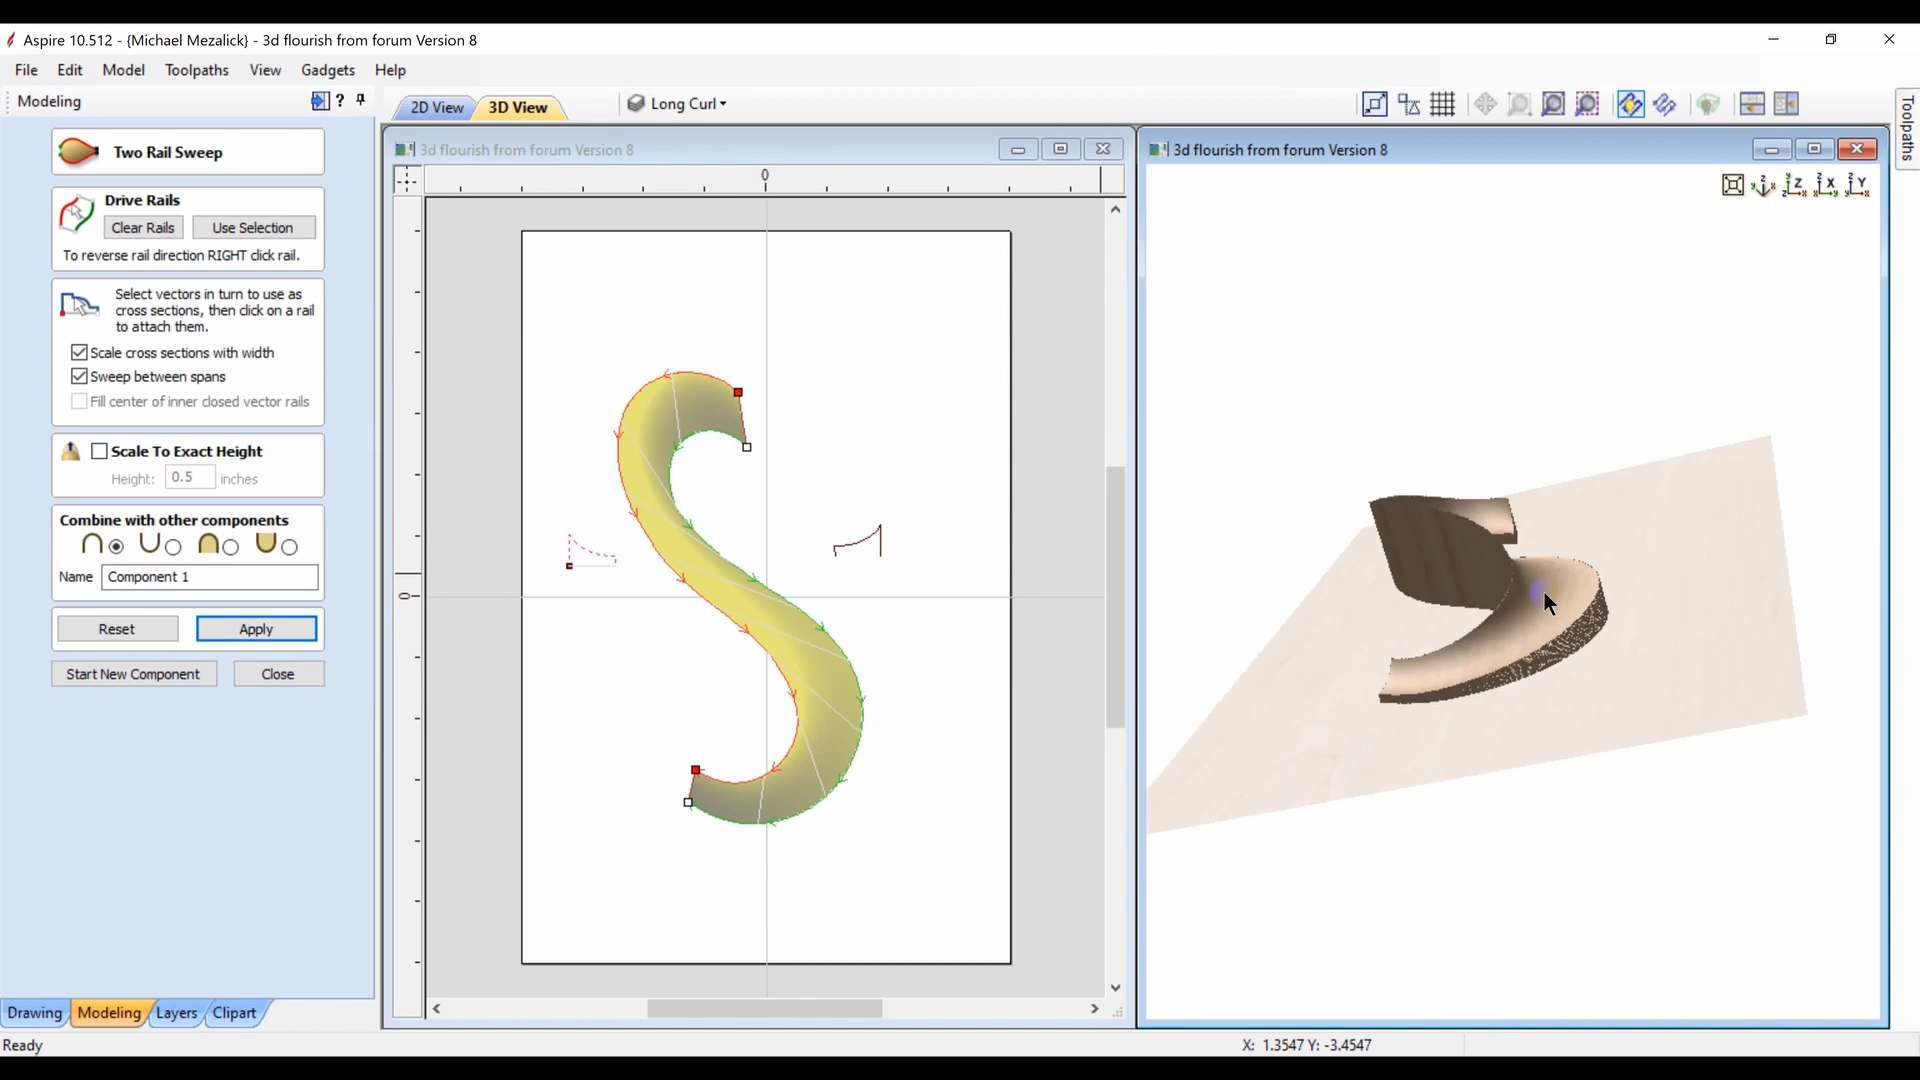 Aspire 10.512 - {Michael Mezalick} - 3d flourish from forum Version 8
File Edit Model Toolpaths View Gadgets Help
Modeling ?
2D View 3D View Long Curl
Toolpaths
Two Rail Sweep
3d flourish from forum Version 8
3d flourish from forum Version 8
0
Z X Y
Drive Rails
Clear Rails Use Selection
To reverse rail direction RIGHT click rail.
Select vectors in turn to use as
cross sections, then click on a rail
to attach them.
Scale cross sections with width
Sweep between spans
Fill center of inner closed vector rails
Scale To Exact Height
Height: 0.5 inches
Combine with other components
Name Component 1
0
Reset Apply
Start New Component Close
Drawing Modeling Layers Clipart
Ready X: 1.3547 Y: -3.4547